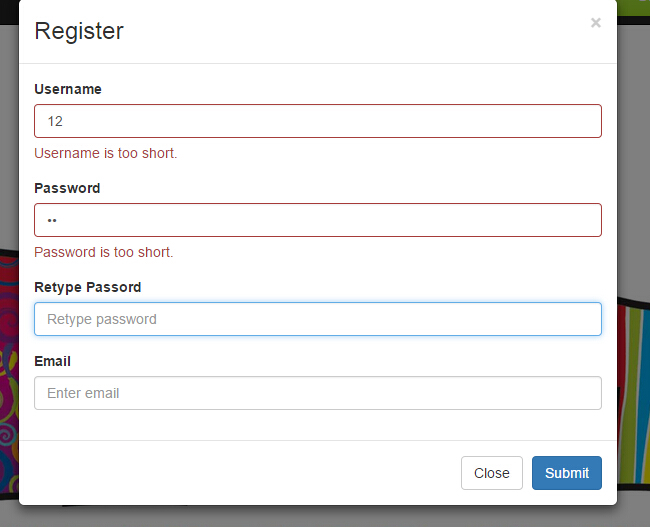 Register
×
Username
12
Username is too short.
Password
••
Password is too short.
Retype Passord
Retype password
Email
Enter email
Close Submit